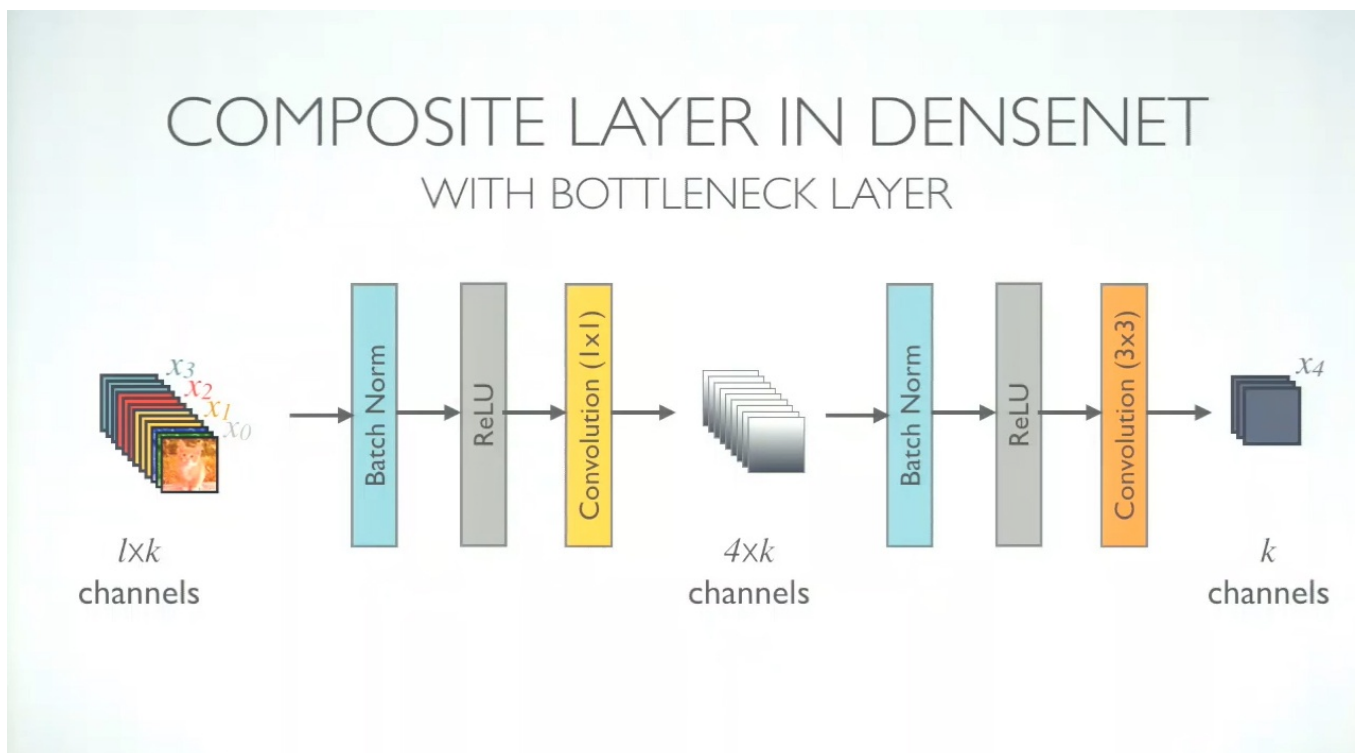 COMPOSITE LAYER IN DENSENET
WITH BOTTLENECK LAYER
x3
x2
x1
x0
Batch Norm
ReLU
Convolution (1x1)
Batch Norm
ReLU
Convolution (3x3)
x4
l×k
channels
4×k
channels
k
channels